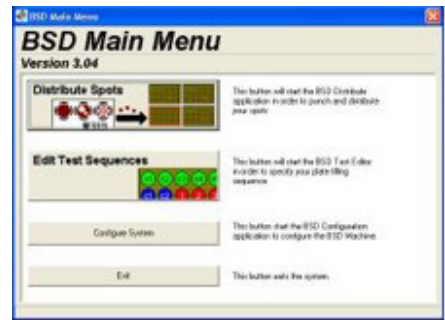 BSD Main Menu
BSD Main Menu
Version 3.04
Distribute Spots
This button will start the BSD Distribute
application in order to punch and distribute
your spots
Edit Test Sequences
This button will start the BSD Test Editor
in order to specify your plate filling
sequence.
Configure System
This button start the BSD Configuration
application to configure the BSD Machine.
Exit
This button exits the system.